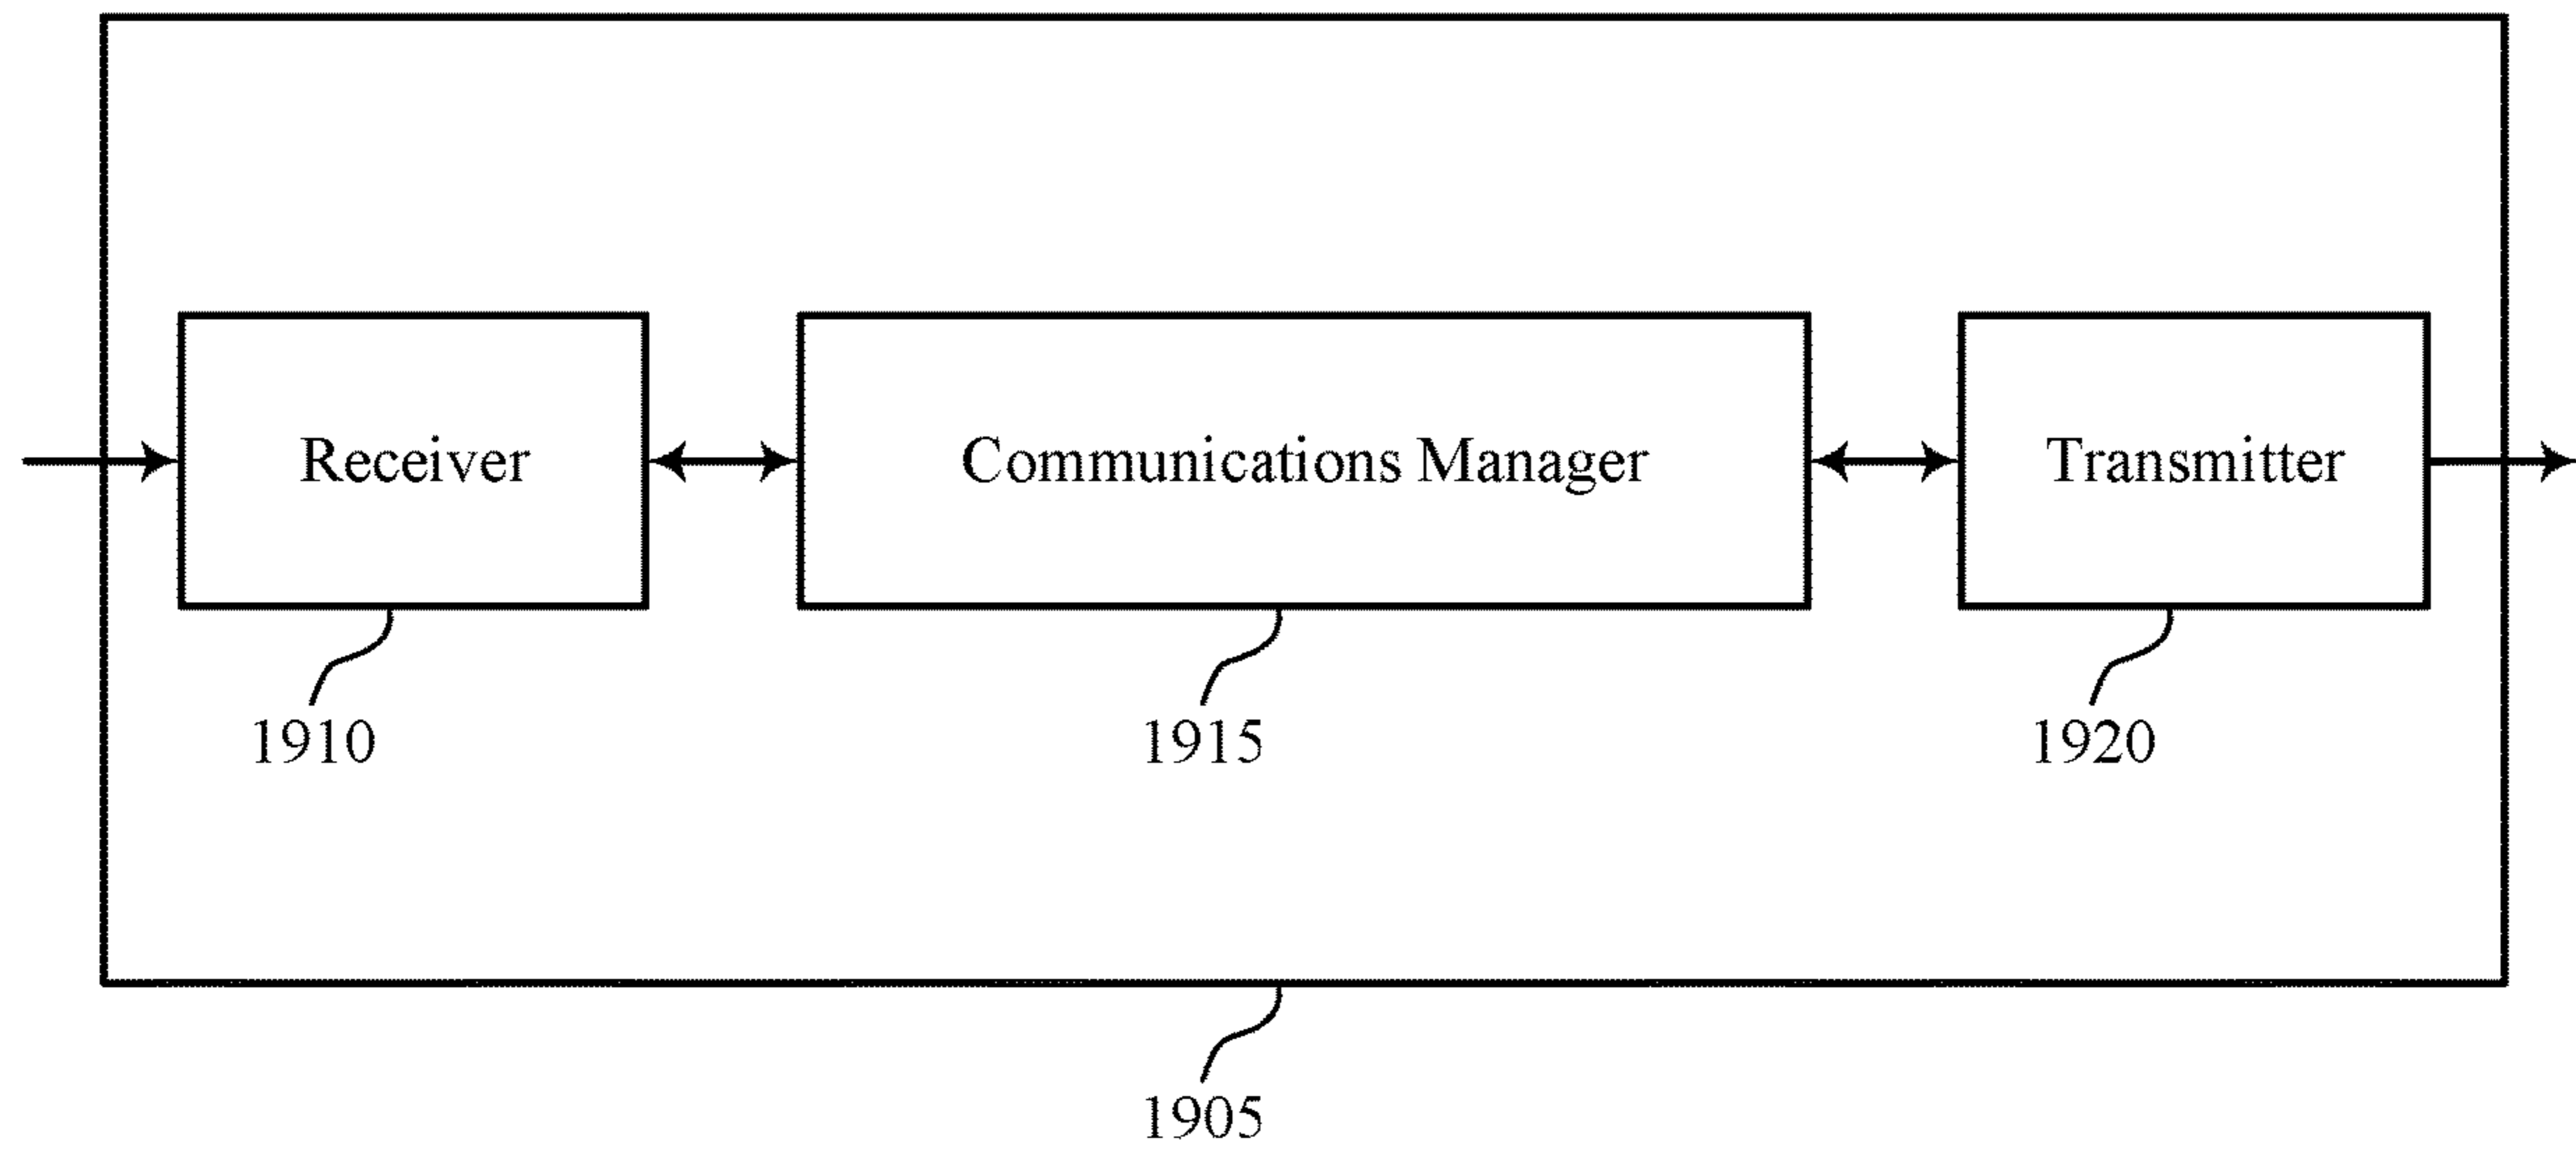 Receiver
Communications Manager
Transmitter
1910
1915
1920
1905